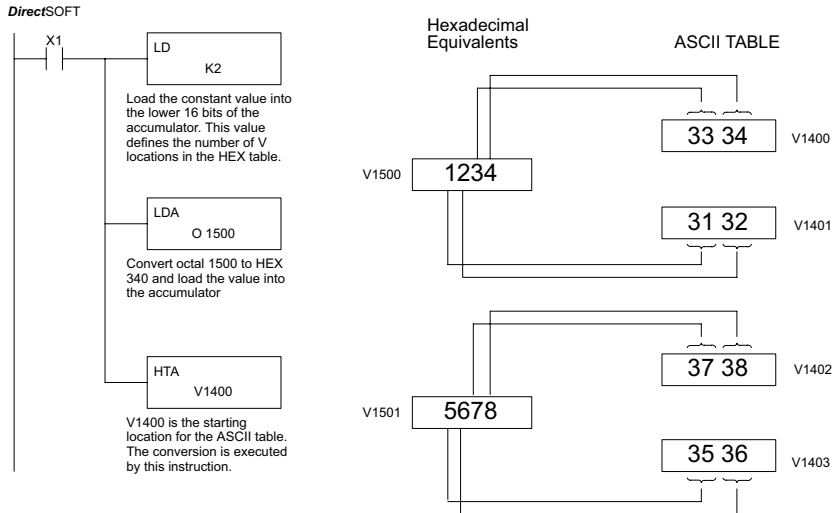 DirectSOFT
X1
LD
K2
Load the constant value into
the lower 16 bits of the
accumulator. This value
defines the number of V
locations in the HEX table.
LDA
O 1500
Convert octal 1500 to HEX
340 and load the value into
the accumulator
HTA
V1400
V1400 is the starting
location for the ASCII table.
The conversion is executed
by this instruction.
Hexadecimal
Equivalents
ASCII TABLE
33 34
V1400
V1500
1234
31 32
V1401
37 38
V1402
V1501
5678
35 36
V1403